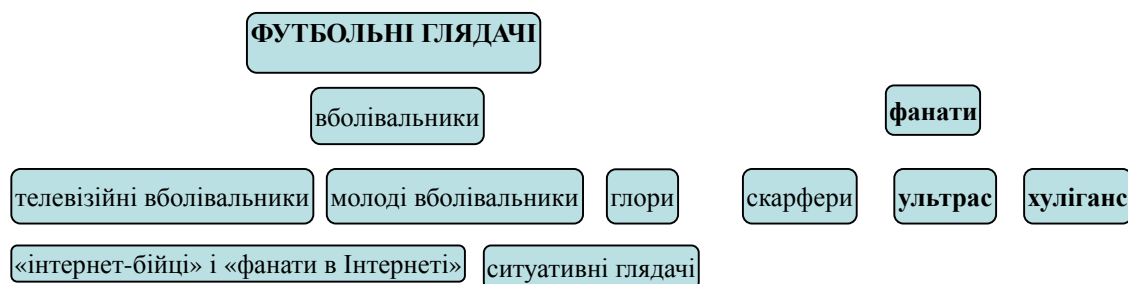 ФУТБОЛЬНІ ГЛЯДАЧІ
вболівальники
фанати
телевізійні вболівальники
молоді вболівальники
глори
скарфери
ультрас
хуліганс
«інтернет-бійці» і «фанати в Інтернеті»
ситуативні глядачі